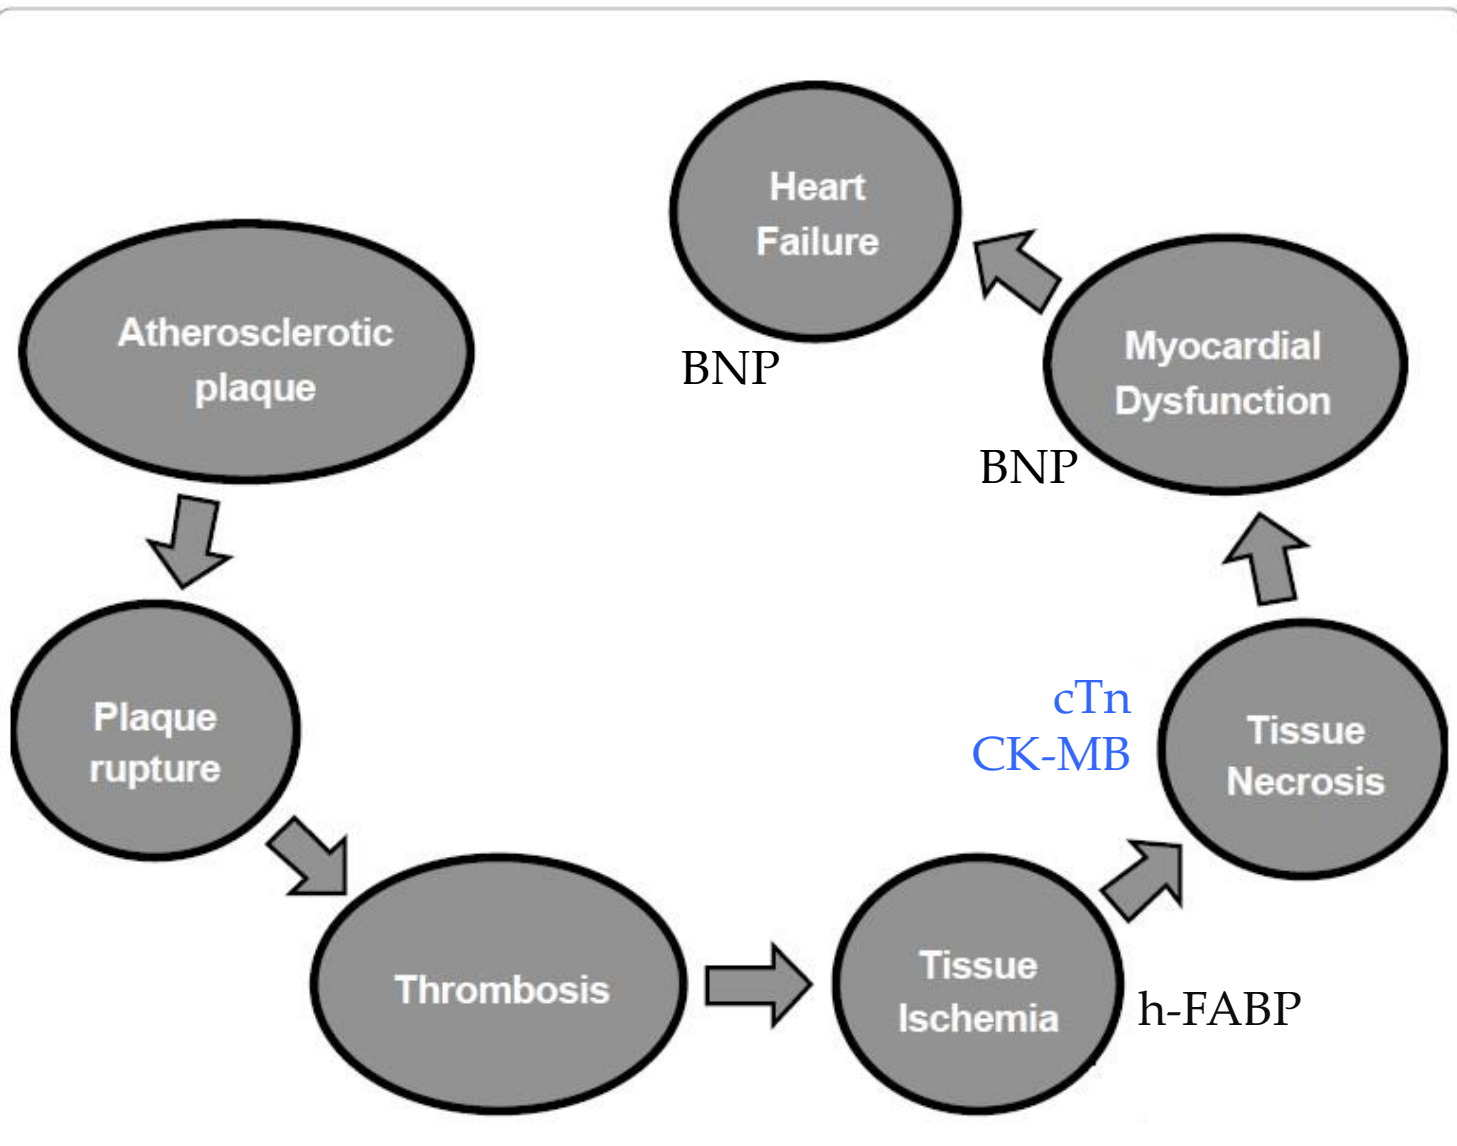 Atherosclerotic
plaque
Plaque
rupture
Thrombosis
Tissue
Ischemia
h-FABP
Tissue
Necrosis
cTn
CK-MB
Myocardial
Dysfunction
BNP
Heart
Failure
BNP